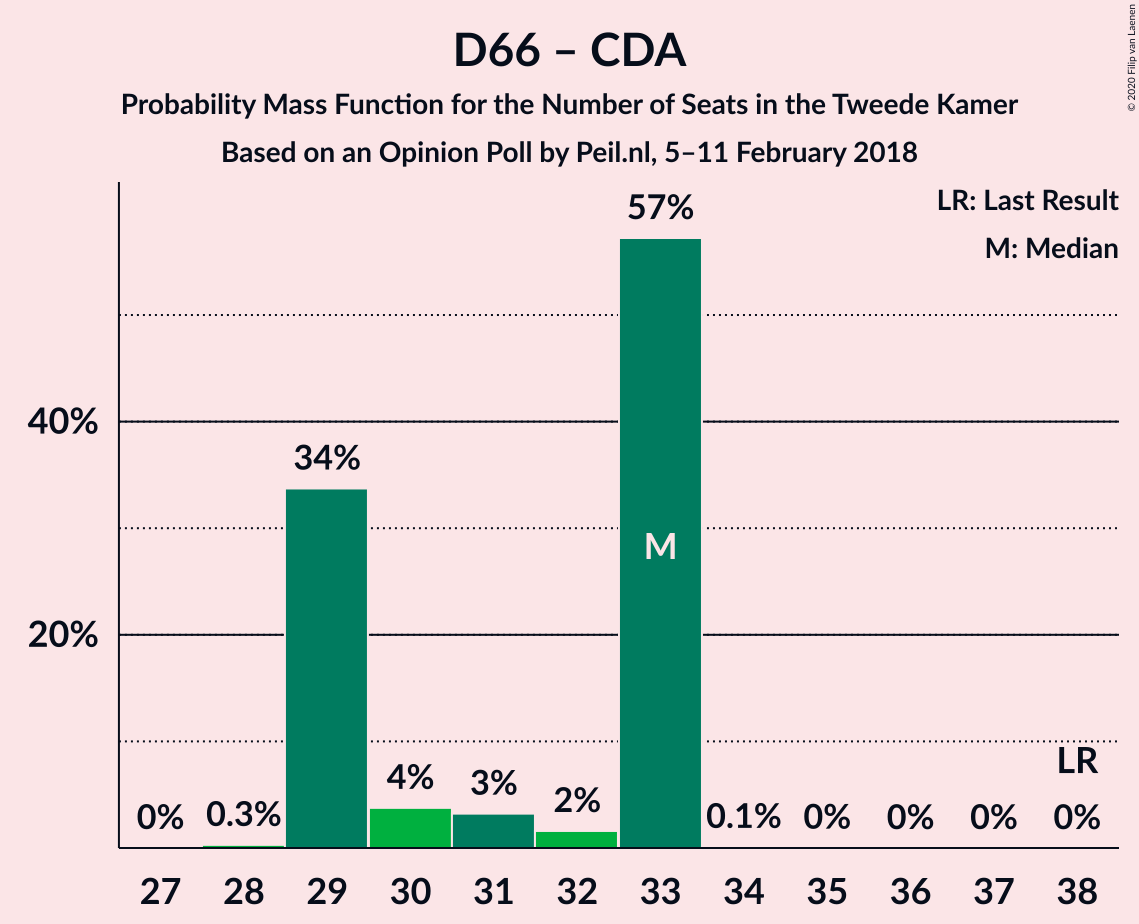 D66 – CDA
Probability Mass Function for the Number of Seats in the Tweede Kamer
Based on an Opinion Poll by Peil.nl, 5–11 February 2018
© 2020 Filip van Laenen
LR: Last Result
M: Median
57%
40%
34%
M
20%
LR
0% 0.3% 4% 3% 2% 0.1% 0% 0% 0% 0%
27 28 29 30 31 32 33 34 35 36 37 38